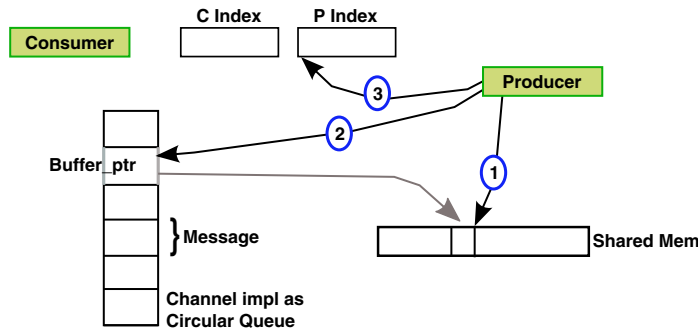 C Index
P Index
Consumer
Producer
3
2
Buffer_ptr
1
Message
Shared Mem
Channel impl as
Circular Queue